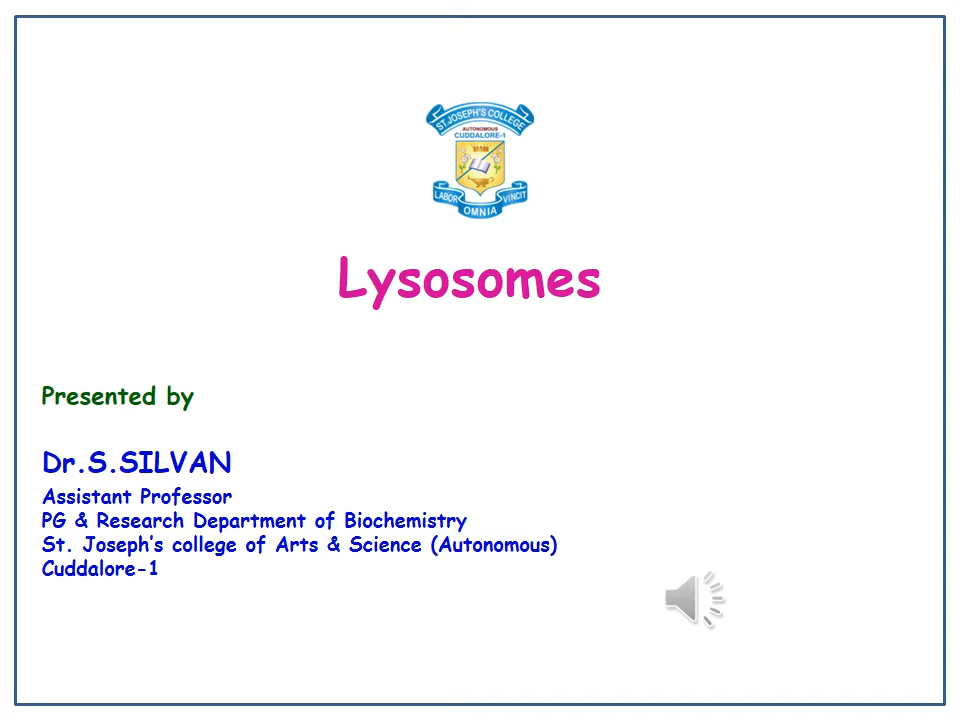 ST.JOSEPH'S COLLEGE
AUTONOMOUS
CUDDALORE-1
LABOR OMNIA VINCIT
Lysosomes
Presented by
Dr.S.SILVAN
Assistant Professor
PG & Research Department of Biochemistry
St. Joseph's college of Arts & Science (Autonomous)
Cuddalore-1